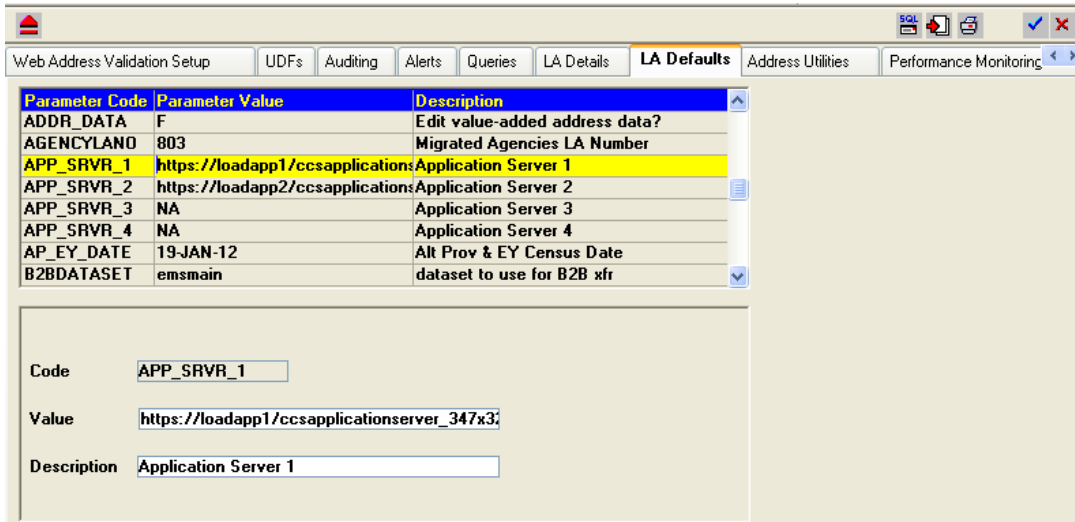 SQL
Web Address Validation Setup UDFs Auditing Alerts Queries LA Details LA Defaults Address Utilities Performance Monitoring
Parameter Code Parameter Value Description
ADDR_DATA F Edit value-added address data?
AGENCYLANO 803 Migrated Agencies LA Number
APP_SRVR_1 https://loadapp1/ccsapplications Application Server 1
APP_SRVR_2 https://loadapp2/ccsapplications Application Server 2
APP_SRVR_3 NA Application Server 3
APP_SRVR_4 NA Application Server 4
AP_EY_DATE 19-JAN-12 Alt Prov & EY Census Date
B2BDATASET emsmain dataset to use for B2B xfr
Code APP_SRVR_1
Value https://loadapp1/ccsapplicationserver_347x32
Description Application Server 1